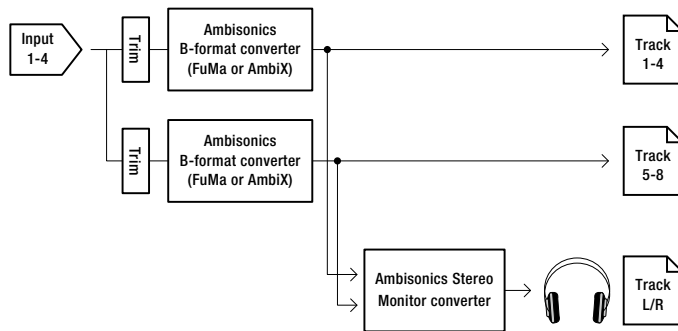 Input
1-4
Trim
Ambisonics
B-format converter
(FuMa or AmbiX)
Track
1-4
Trim
Ambisonics
B-format converter
(FuMa or AmbiX)
Track
5-8
Ambisonics Stereo
Monitor converter
Track
L/R